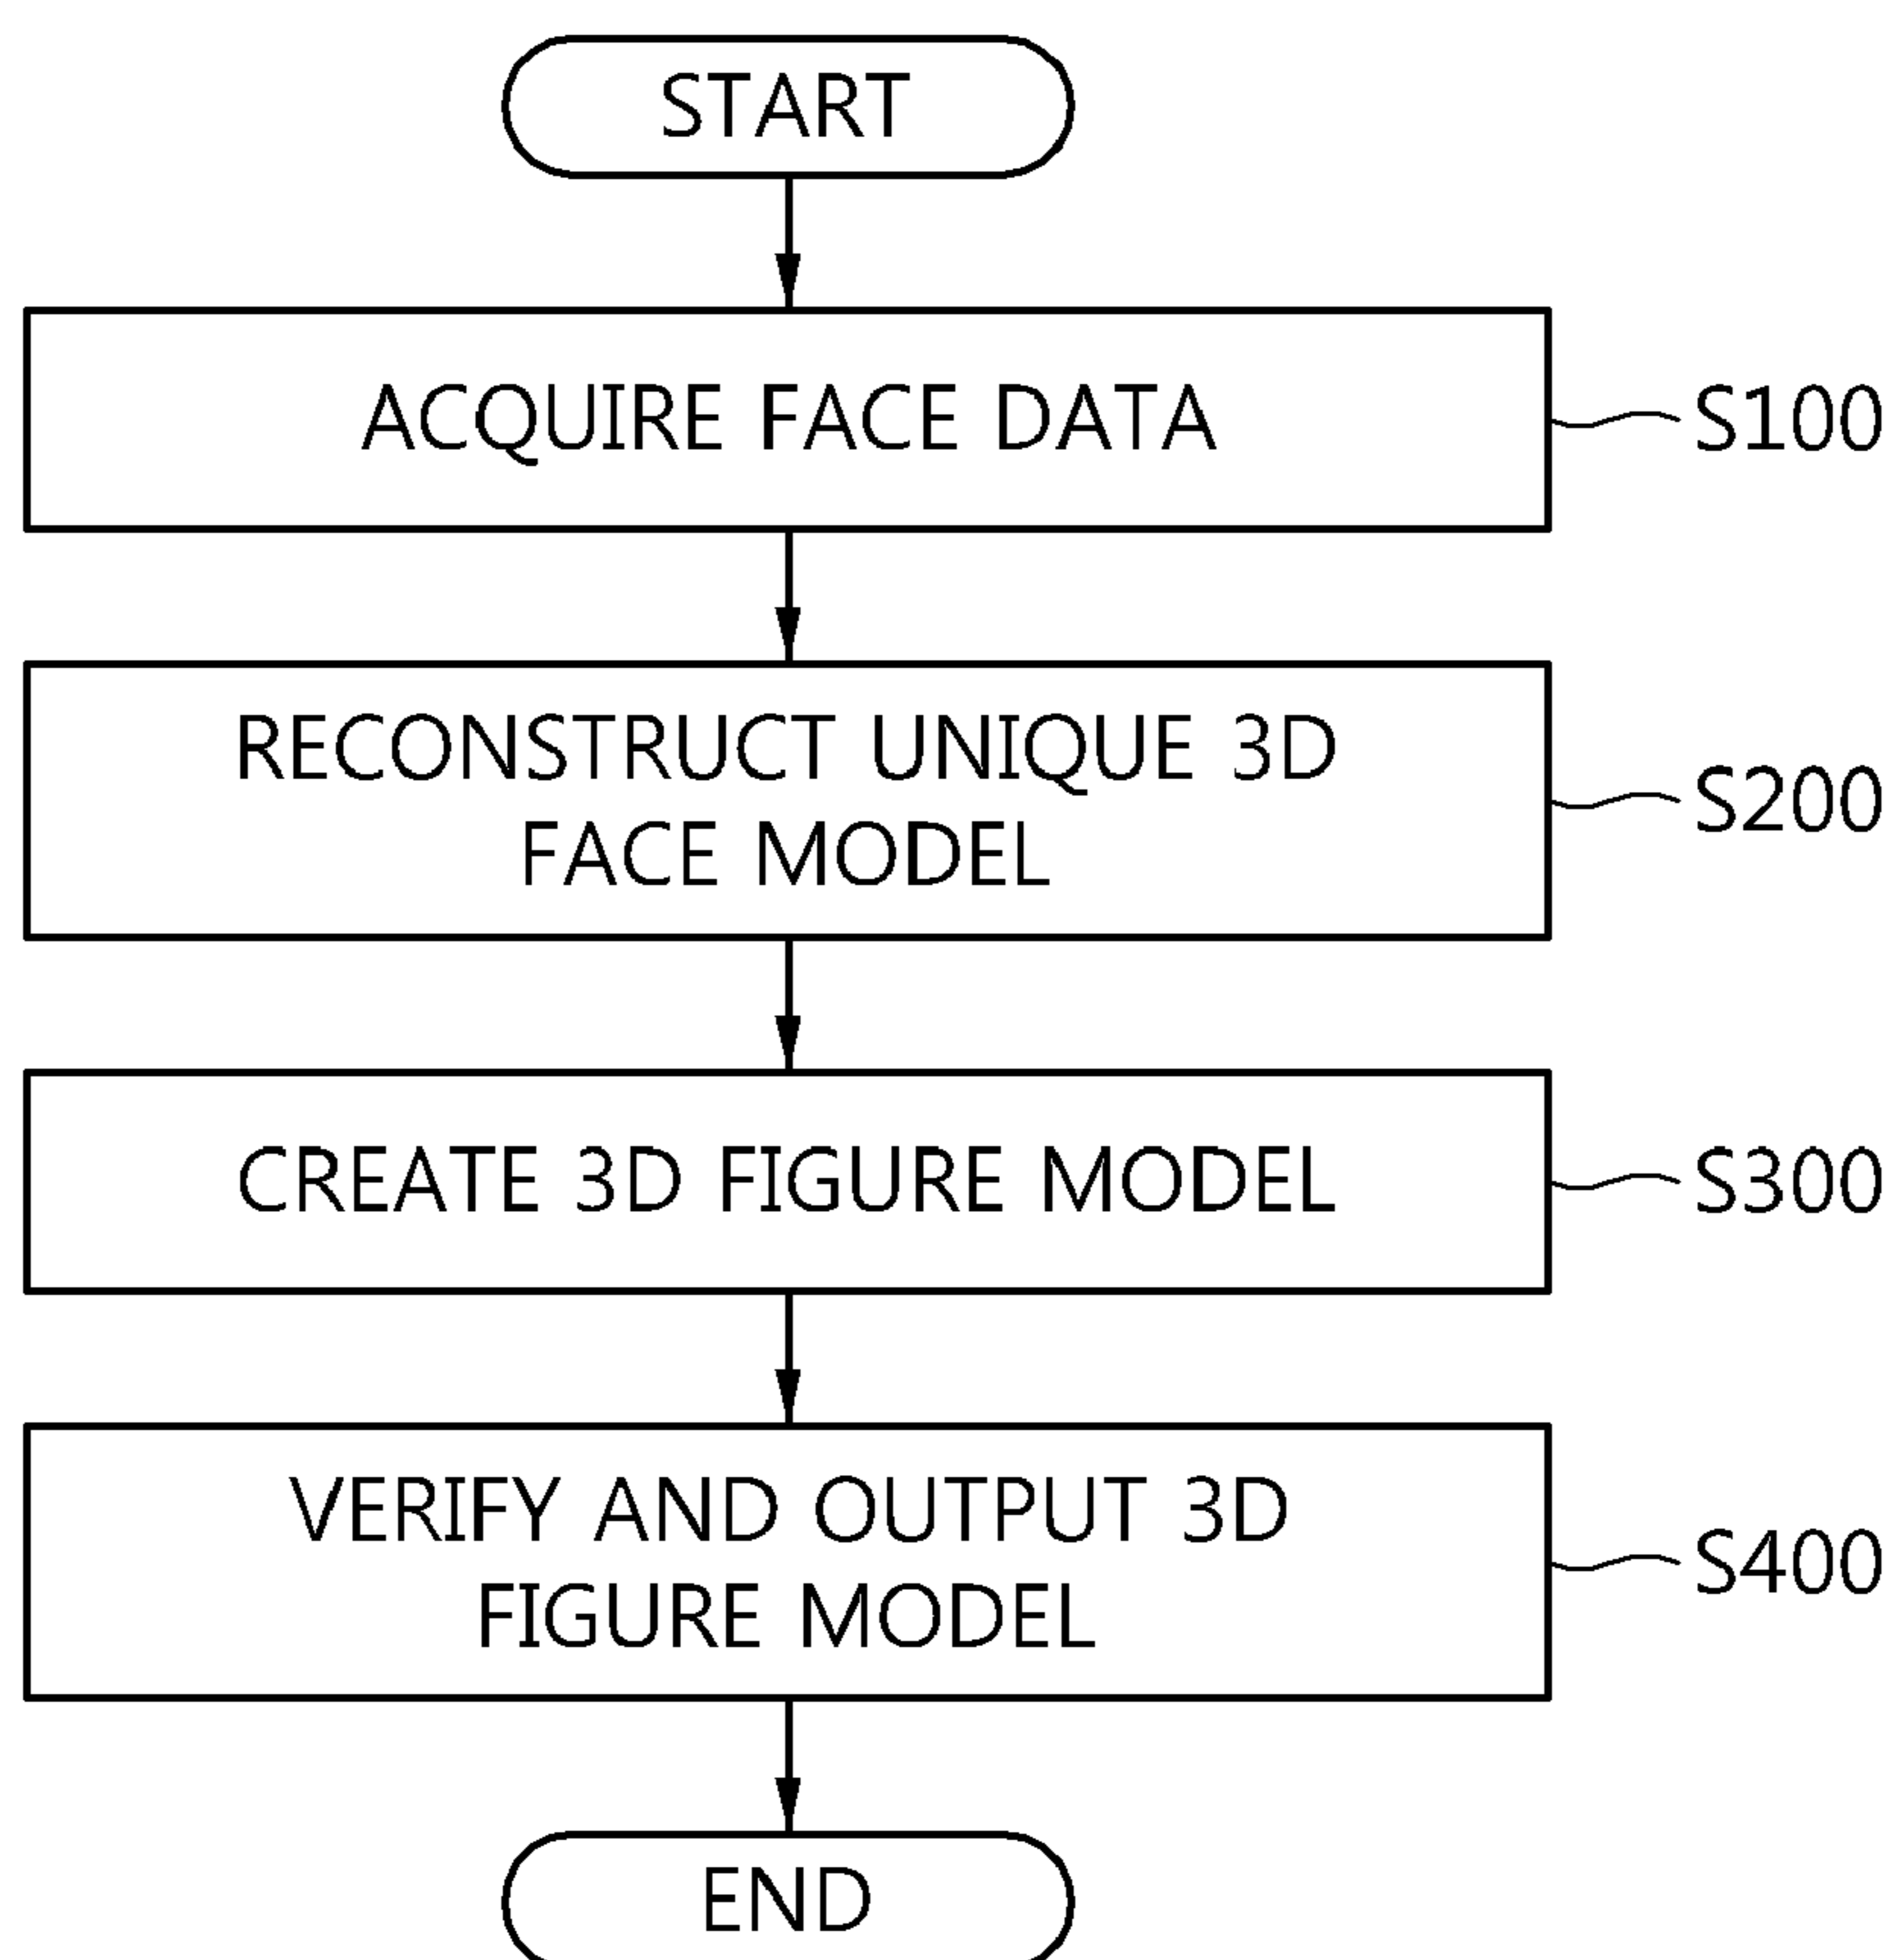 START
ACQUIRE FACE DATA
S100
RECONSTRUCT UNIQUE 3D
FACE MODEL
S200
CREATE 3D FIGURE MODEL
S300
VERIFY AND OUTPUT 3D
FIGURE MODEL
S400
END